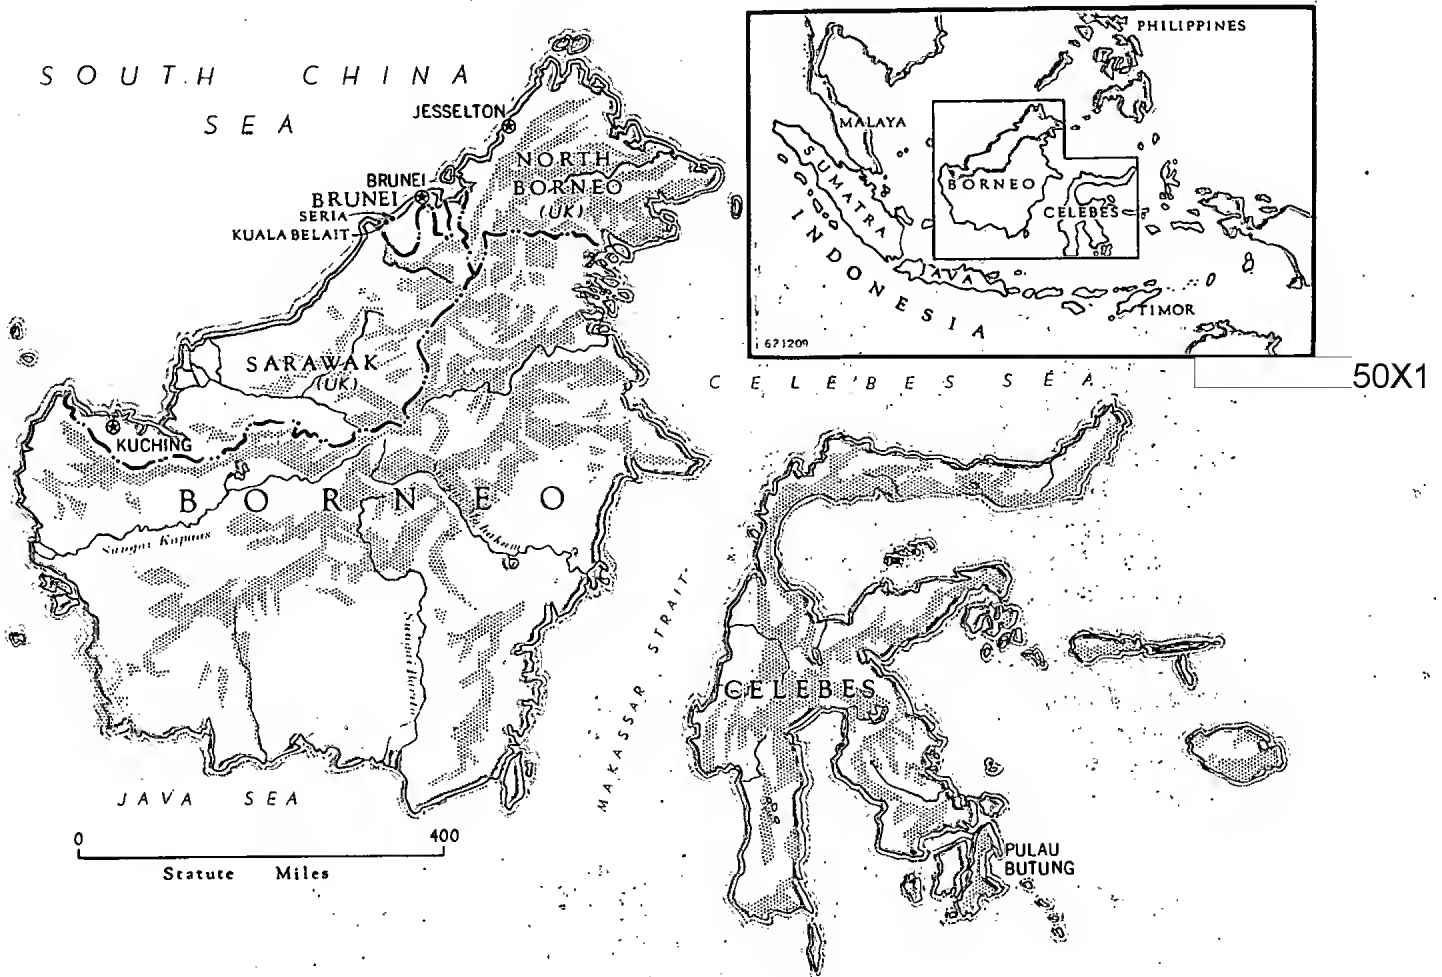 SOUTH CHINA
SEA
JESSELTON
NORTH
BORNEO
(UK)
BRUNEI
BRUNEI
SERIA
KUALA BELAIT
SARAWAK
(UK)
KUCHING
BORNEO
Sungai Kapuas
JAVA SEA
0 400
Statute Miles
MAKASSAR STRAIT
CELEBES SEA
CELEBES
PULAU
BUTUNG
PHILIPPINES
MALAYA
SUMATRA
BORNEO
CELEBES
INDONESIA
JAVA
TIMOR
621209
50X1